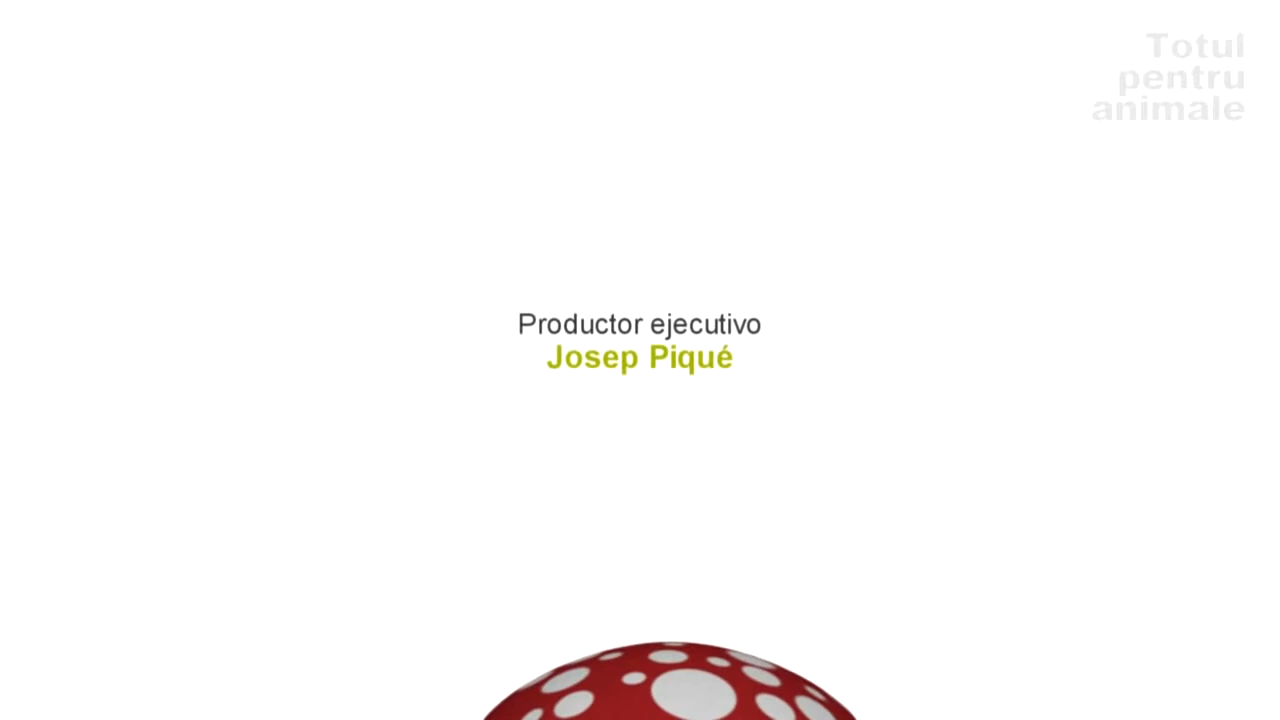 Totul
pentru
animale
Productor ejecutivo
Josep Piqué